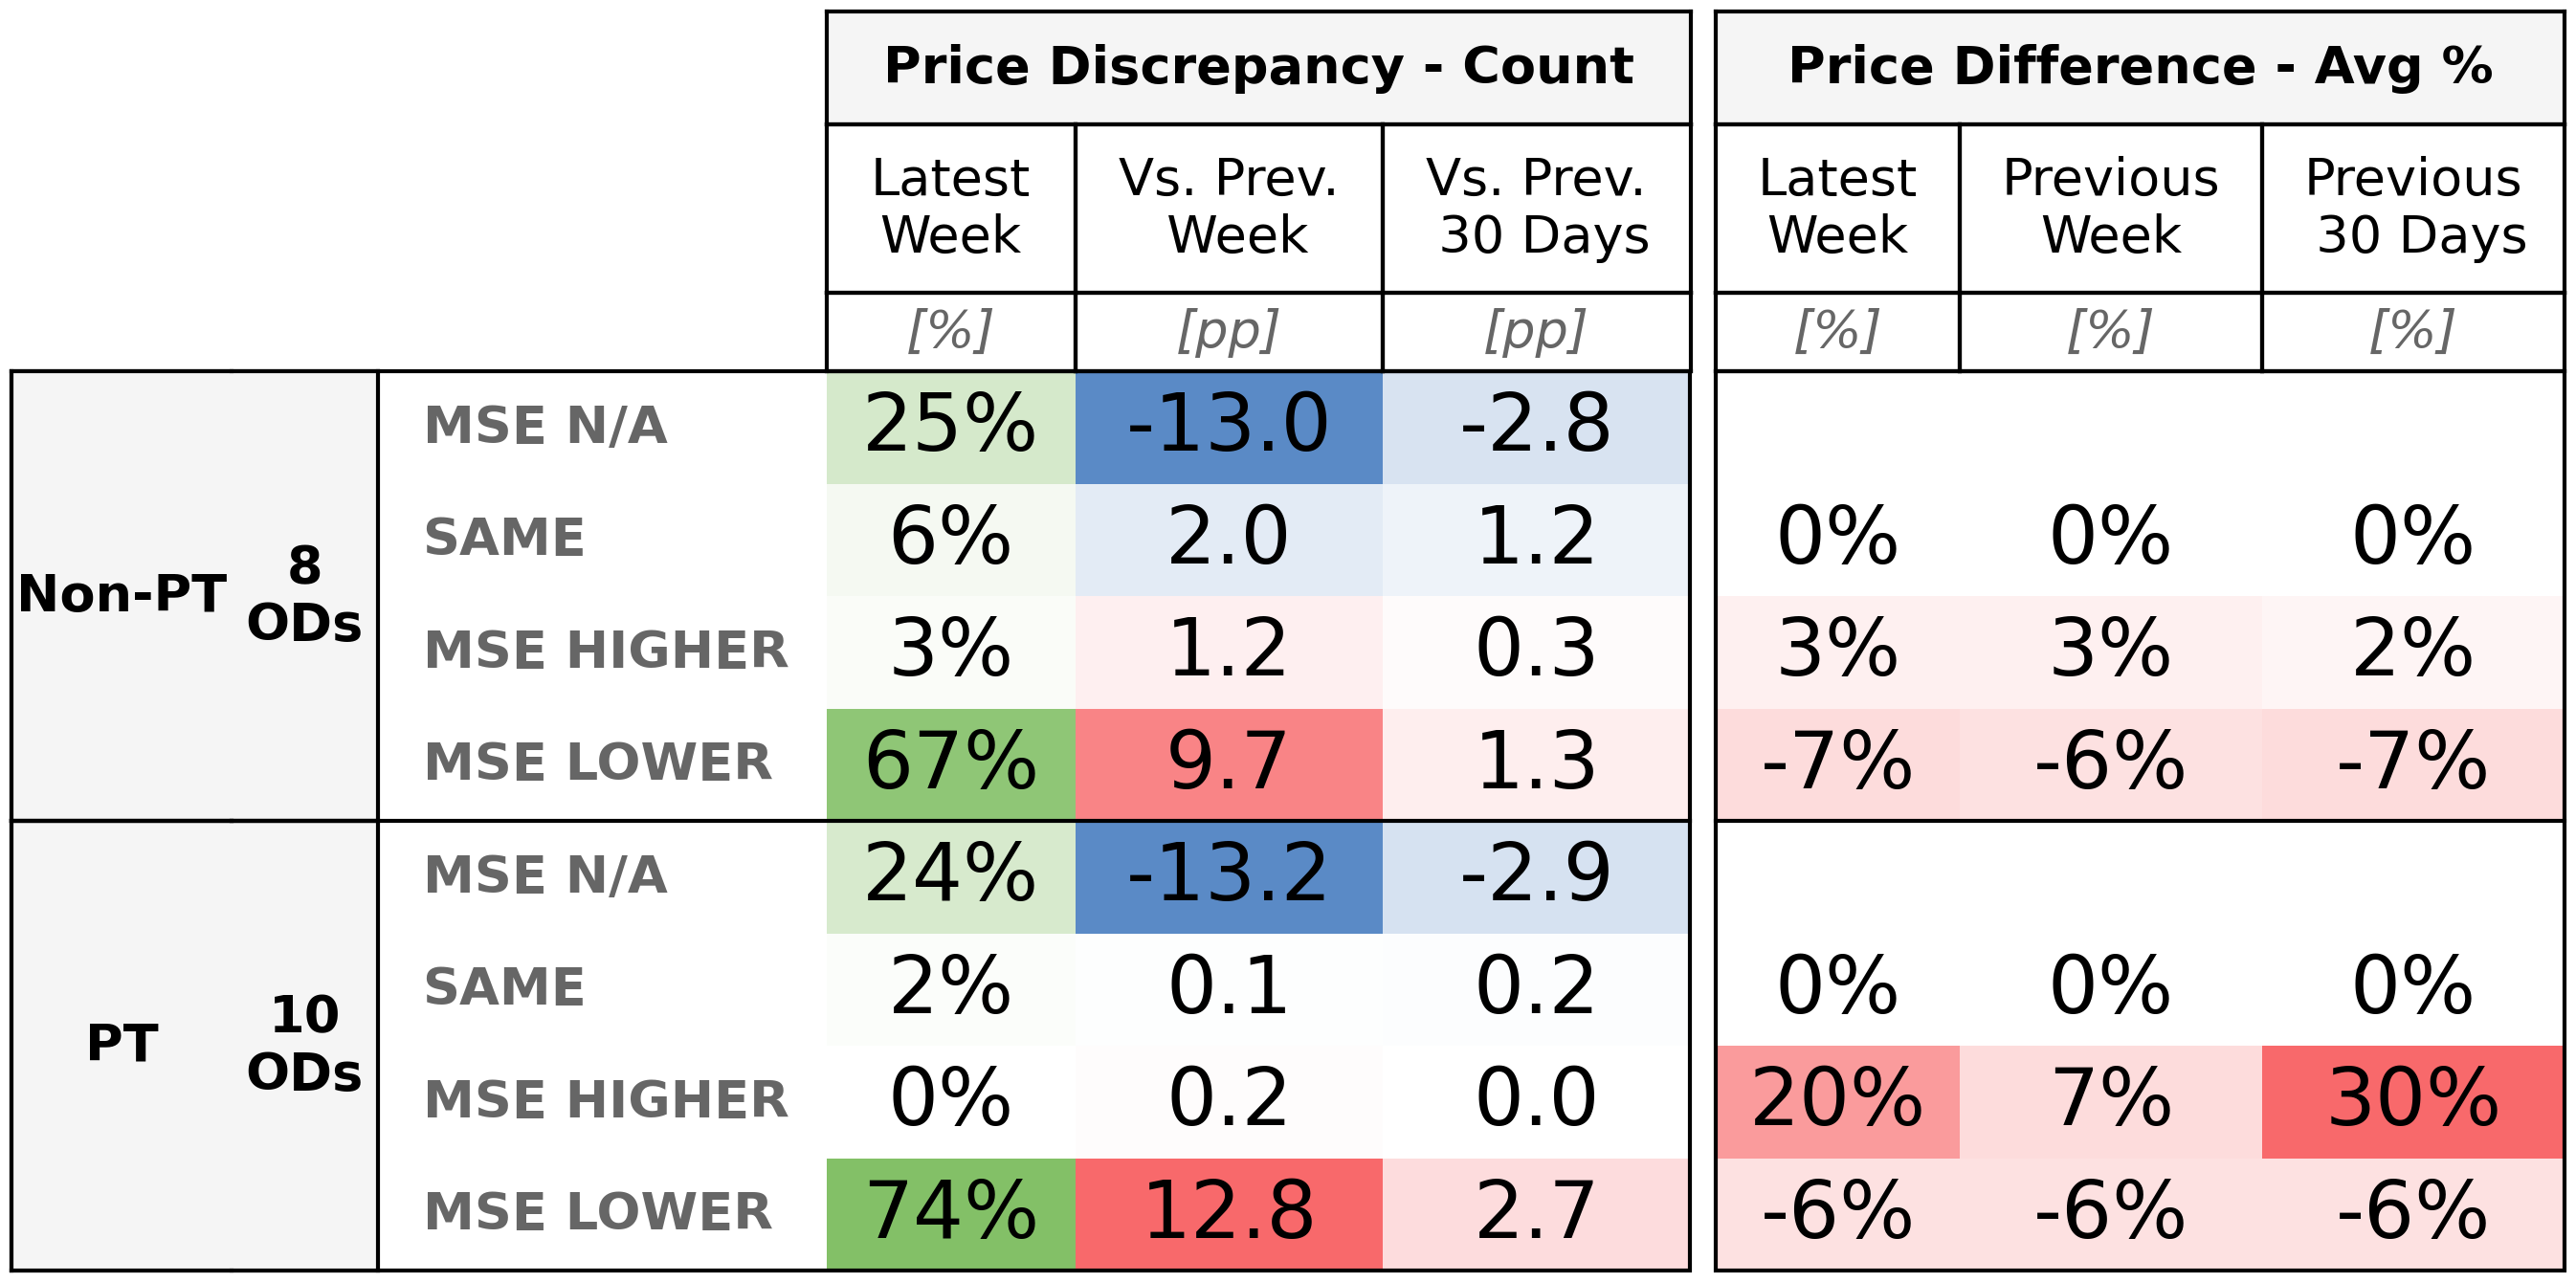 Price Discrepancy - Count Price Difference - Avg %
Latest Week Vs. Prev. Week Vs. Prev. 30 Days Latest Week Previous Week Previous 30 Days
[%] [pp] [pp] [%] [%] [%]
Non-PT 8 ODs
MSE N/A 25% -13.0 -2.8
SAME 6% 2.0 1.2 0% 0% 0%
MSE HIGHER 3% 1.2 0.3 3% 3% 2%
MSE LOWER 67% 9.7 1.3 -7% -6% -7%
PT 10 ODs
MSE N/A 24% -13.2 -2.9
SAME 2% 0.1 0.2 0% 0% 0%
MSE HIGHER 0% 0.2 0.0 20% 7% 30%
MSE LOWER 74% 12.8 2.7 -6% -6% -6%